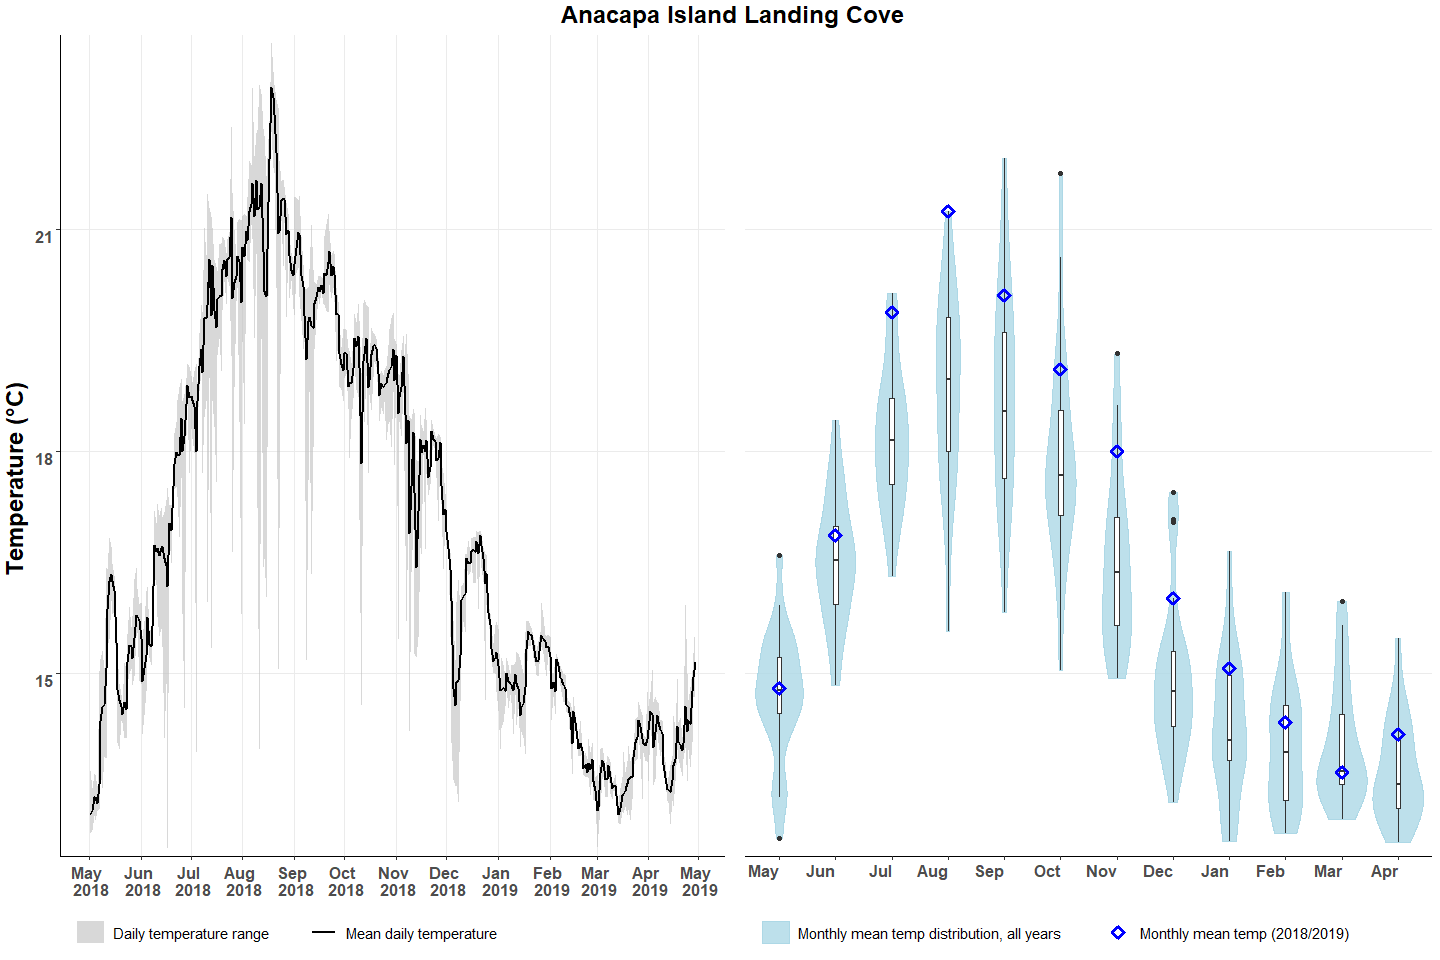 Anacapa Island Landing Cove
Temperature (°C)
21
18
15
May Jun Jul Aug Sep Oct Nov Dec Jan Feb Mar Apr May
2018 2018 2018 2018 2018 2018 2018 2018 2019 2019 2019 2019 2019
May Jun Jul Aug Sep Oct Nov Dec Jan Feb Mar Apr
Daily temperature range Mean daily temperature
Monthly mean temp distribution, all years Monthly mean temp (2018/2019)